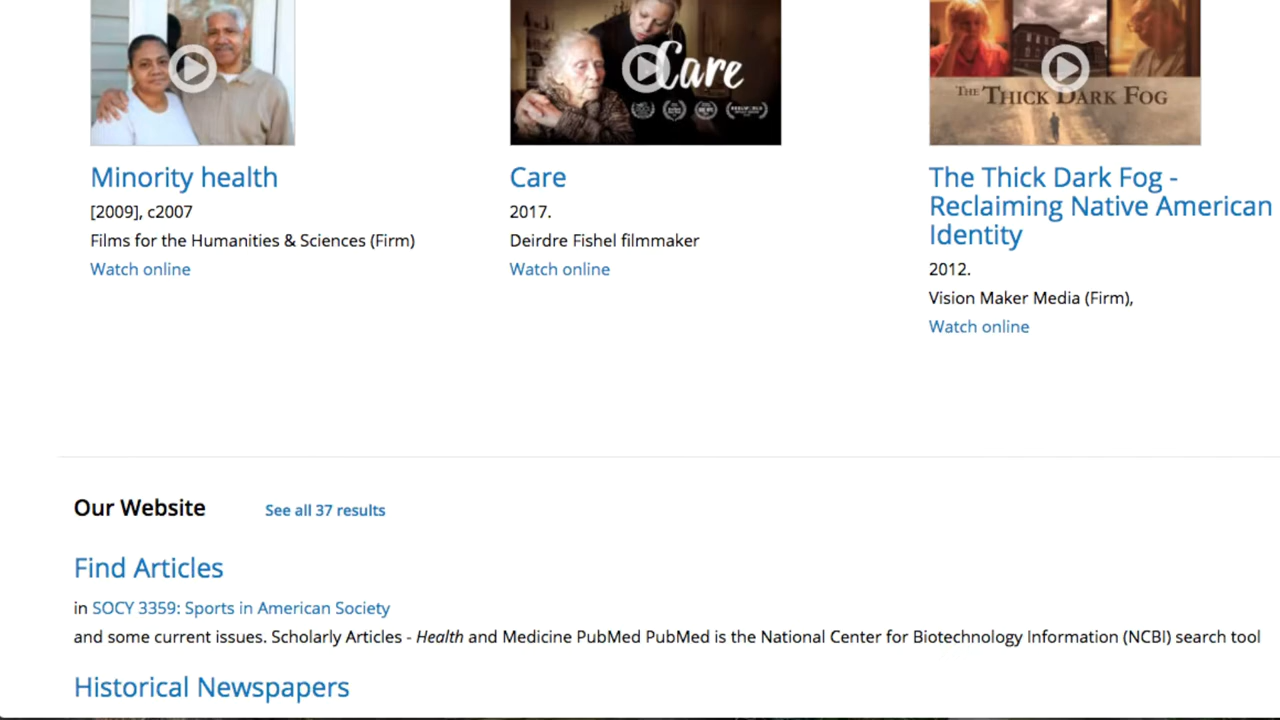 Care
THE THICK DARK FOG
Minority health
[2009], c2007
Films for the Humanities & Sciences (Firm)
Watch online
Care
2017.
Deirdre Fishel filmmaker
Watch online
The Thick Dark Fog -
Reclaiming Native American
Identity
2012.
Vision Maker Media (Firm),
Watch online
Our Website
See all 37 results
Find Articles
in SOCY 3359: Sports in American Society
and some current issues. Scholarly Articles - Health and Medicine PubMed PubMed is the National Center for Biotechnology Information (NCBI) search tool
Historical Newspapers